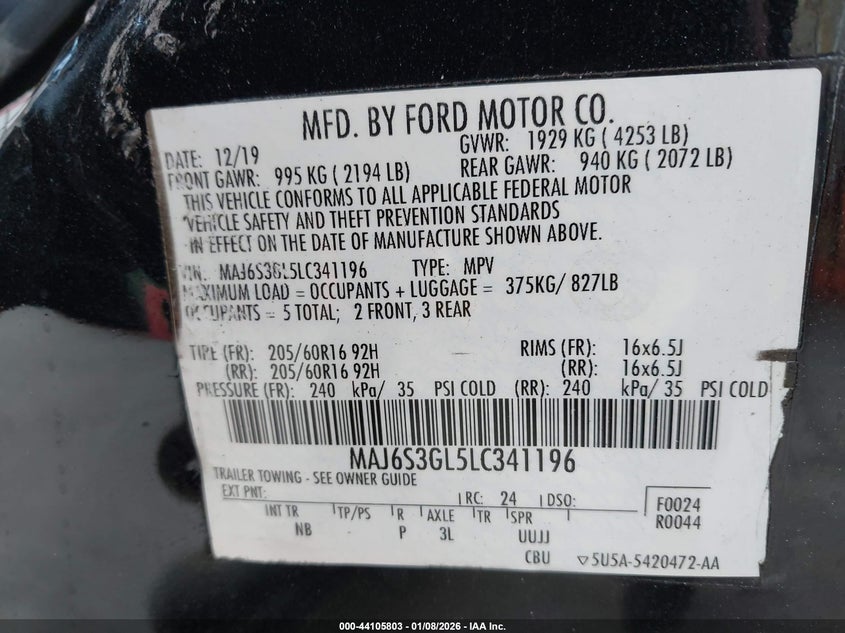 MFD. BY FORD MOTOR CO.
DATE: 12/19 GVWR: 1929 KG ( 4253 LB)
FRONT GAWR: 995 KG ( 2194 LB) REAR GAWR: 940 KG ( 2072 LB)
THIS VEHICLE CONFORMS TO ALL APPLICABLE FEDERAL MOTOR
VEHICLE SAFETY AND THEFT PREVENTION STANDARDS
IN EFFECT ON THE DATE OF MANUFACTURE SHOWN ABOVE.
VIN: MAJ6S3GL5LC341196 TYPE: MPV
MAXIMUM LOAD = OCCUPANTS + LUGGAGE = 375KG/ 827LB
OCCUPANTS = 5 TOTAL; 2 FRONT, 3 REAR
TIRE (FR): 205/60R16 92H RIMS (FR): 16x6.5J
(RR): 205/60R16 92H (RR): 16x6.5J
PRESSURE (FR): 240 kPa/ 35 PSI COLD (RR): 240 kPa/ 35 PSI COLD
MAJ6S3GL5LC341196
TRAILER TOWING - SEE OWNER GUIDE
EXT PNT: RC: 24 DSO: F0024
INT TR TP/PS R AXLE TR SPR R0044
NB - P 3L UUJJ
CBU 5U5A-5420472-AA
000-44105803 - 01/08/2026 - IAA Inc.